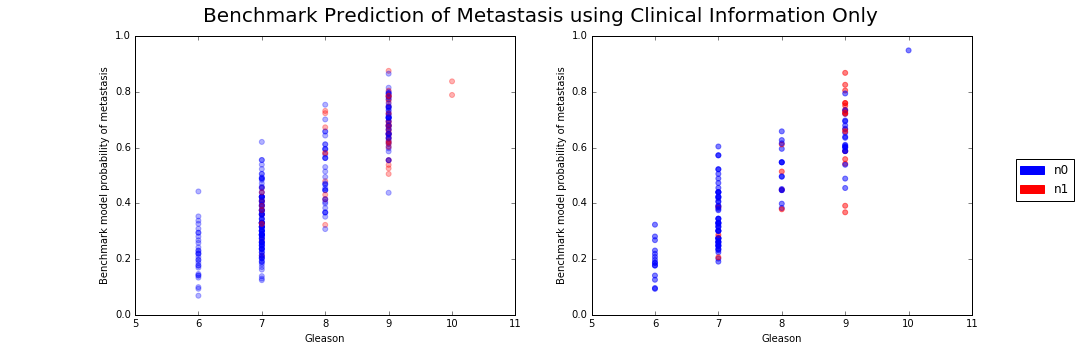 Benchmark Prediction of Metastasis using Clinical Information Only
Benchmark model probability of metastasis
1.0
0.8
0.6
0.4
0.2
0.0
5 6 7 8 9 10 11
Gleason
Benchmark model probability of metastasis
1.0
0.8
0.6
0.4
0.2
0.0
5 6 7 8 9 10 11
Gleason
n0
n1